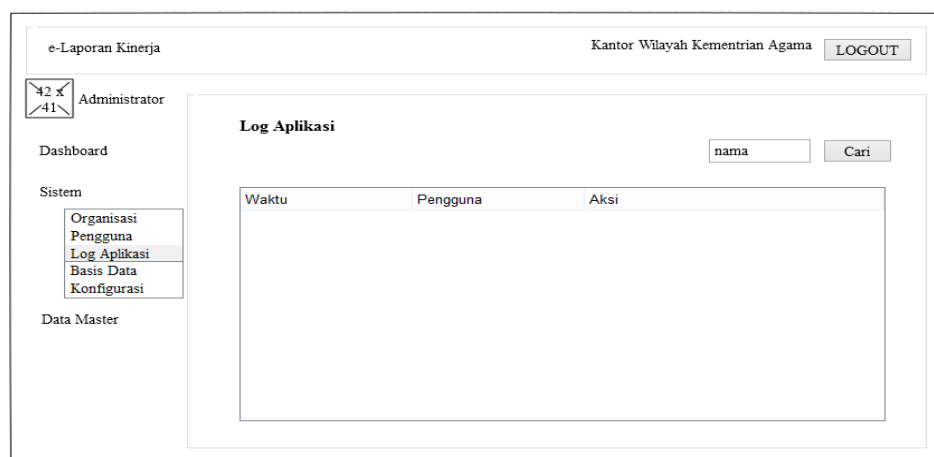 e-Laporan Kinerja
Kantor Wilayah Kementrian Agama
LOGOUT
42 x
41
Administrator
Dashboard
Sistem
Organisasi
Pengguna
Log Aplikasi
Basis Data
Konfigurasi
Data Master
Log Aplikasi
nama
Cari
Waktu Pengguna Aksi